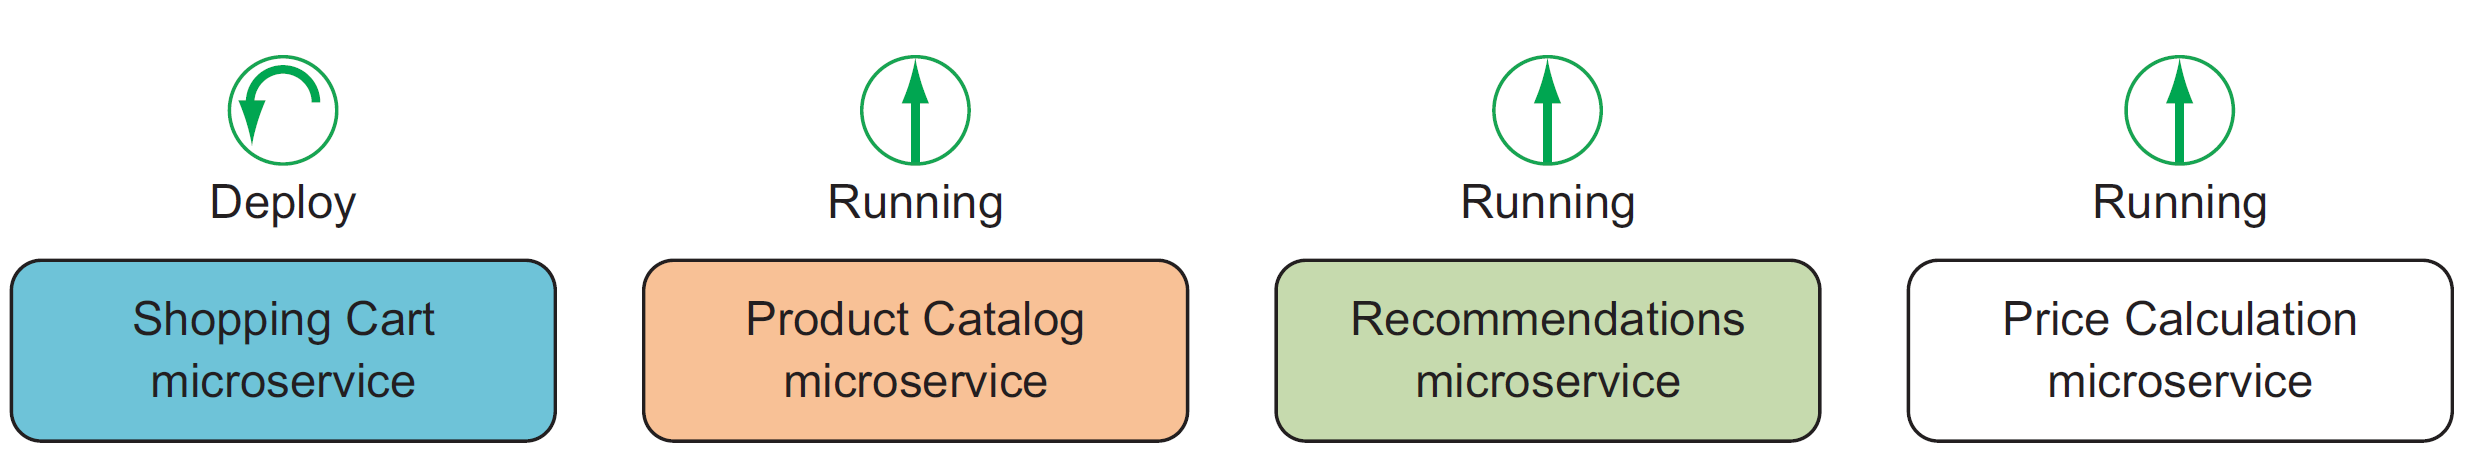 Deploy
Running
Running
Running
Shopping Cart
microservice
Product Catalog
microservice
Recommendations
microservice
Price Calculation
microservice